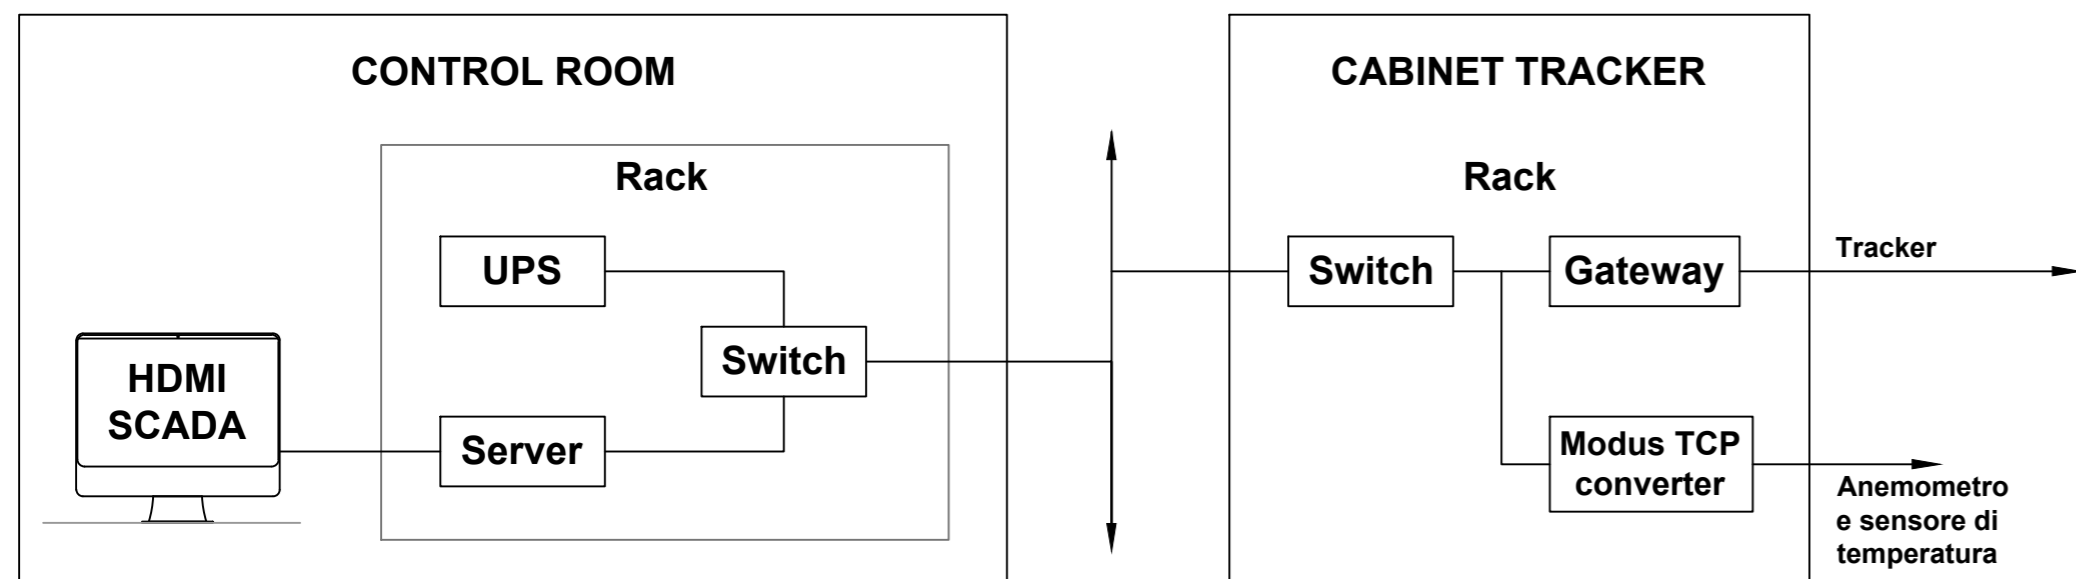 CONTROL ROOM
Rack
UPS
Switch
HDMI
SCADA
Server
CABINET TRACKER
Rack
Switch
Gateway
Tracker
Modus TCP
converter
Anemometro
e sensore di
temperatura